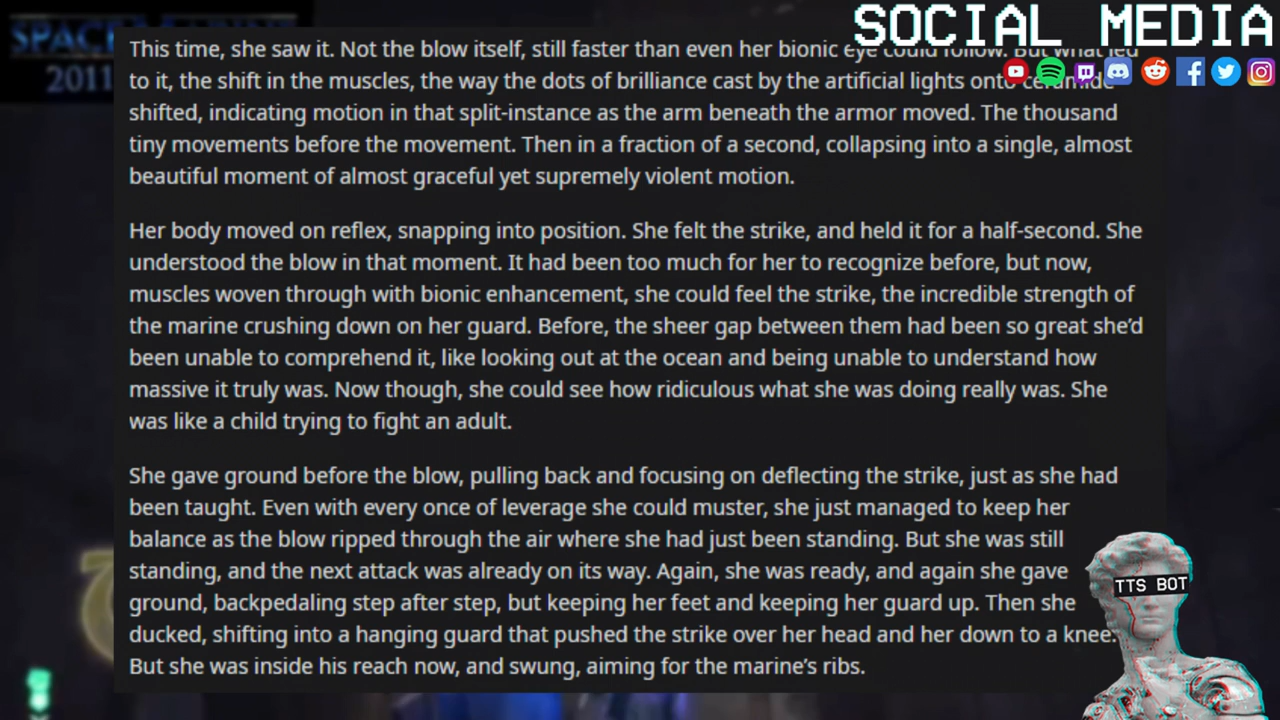 SOCIAL MEDIA
SPAC
2011
This time, she saw it. Not the blow itself, still faster than even her bionic eye could follow. But what led
to it, the shift in the muscles, the way the dots of brilliance cast by the artificial lights onto ceramide
shifted, indicating motion in that split-instance as the arm beneath the armor moved. The thousand
tiny movements before the movement. Then in a fraction of a second, collapsing into a single, almost
beautiful moment of almost graceful yet supremely violent motion.
Her body moved on reflex, snapping into position. She felt the strike, and held it for a half-second. She
understood the blow in that moment. It had been too much for her to recognize before, but now,
muscles woven through with bionic enhancement, she could feel the strike, the incredible strength of
the marine crushing down on her guard. Before, the sheer gap between them had been so great she’d
been unable to comprehend it, like looking out at the ocean and being unable to understand how
massive it truly was. Now though, she could see how ridiculous what she was doing really was. She
was like a child trying to fight an adult.
She gave ground before the blow, pulling back and focusing on deflecting the strike, just as she had
been taught. Even with every once of leverage she could muster, she just managed to keep her
balance as the blow ripped through the air where she had just been standing. But she was still
standing, and the next attack was already on its way. Again, she was ready, and again she gave
ground, backpedaling step after step, but keeping her feet and keeping her guard up. Then she
ducked, shifting into a hanging guard that pushed the strike over her head and her down to a knee.
But she was inside his reach now, and swung, aiming for the marine’s ribs.
TTS BOT